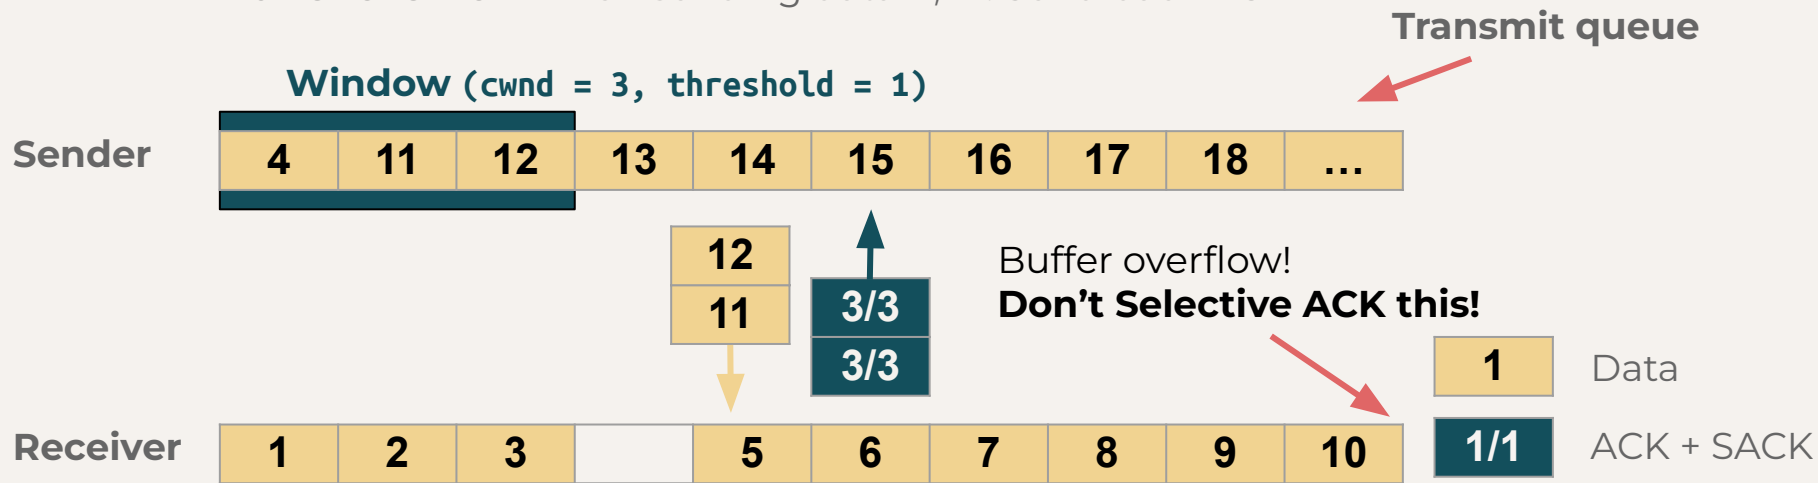 Transmit queue
Window (cwnd = 3, threshold = 1)
Sender
4 11 12 13 14 15 16 17 18 ...
12
11
3/3
3/3
Buffer overflow!
Don't Selective ACK this!
1 Data
Receiver
1 2 3 5 6 7 8 9 10
1/1 ACK + SACK